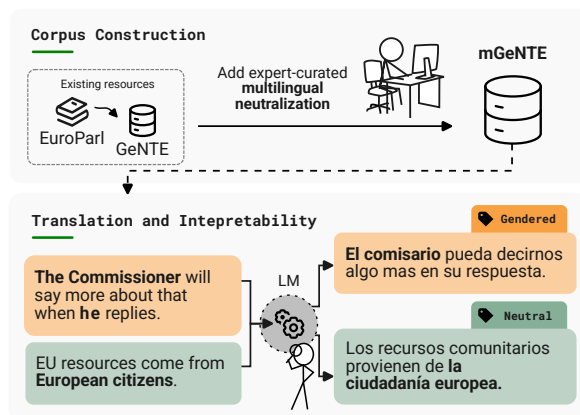 Corpus Construction
Existing resources
EuroParl
GeNTE
Add expert-curated
multilingual
neutralization
mGeNTE
Translation and Intepretability
The Commissioner will
say more about that
when he replies.
EU resources come from
European citizens.
LM
Gendered
El comisario pueda decirnos
algo mas en su respuesta.
Neutral
Los recursos comunitarios
provienen de la
ciudadanía europea.